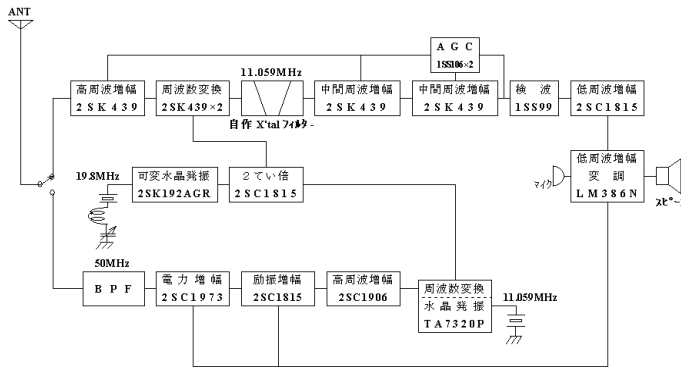 ANT
A G C
1SS106×2
11.059MHz
高周波増幅
2SK439
周波数変換
2SK439×2
中間周波増幅
2SK439
中間周波増幅
2SK439
検 波
1SS99
低周波増幅
2SC1815
自作 X'tal フィルター
19.8MHz
可変水晶発振
2SK192AGR
2てい倍
2SC1815
低周波増幅
変 調
LM386N
マイク
スピーカ
50MHz
B P F
電力増幅
2SC1973
励振増幅
2SC1815
高周波増幅
2SC1906
周波数変換
水晶発振
TA7320P
11.059MHz